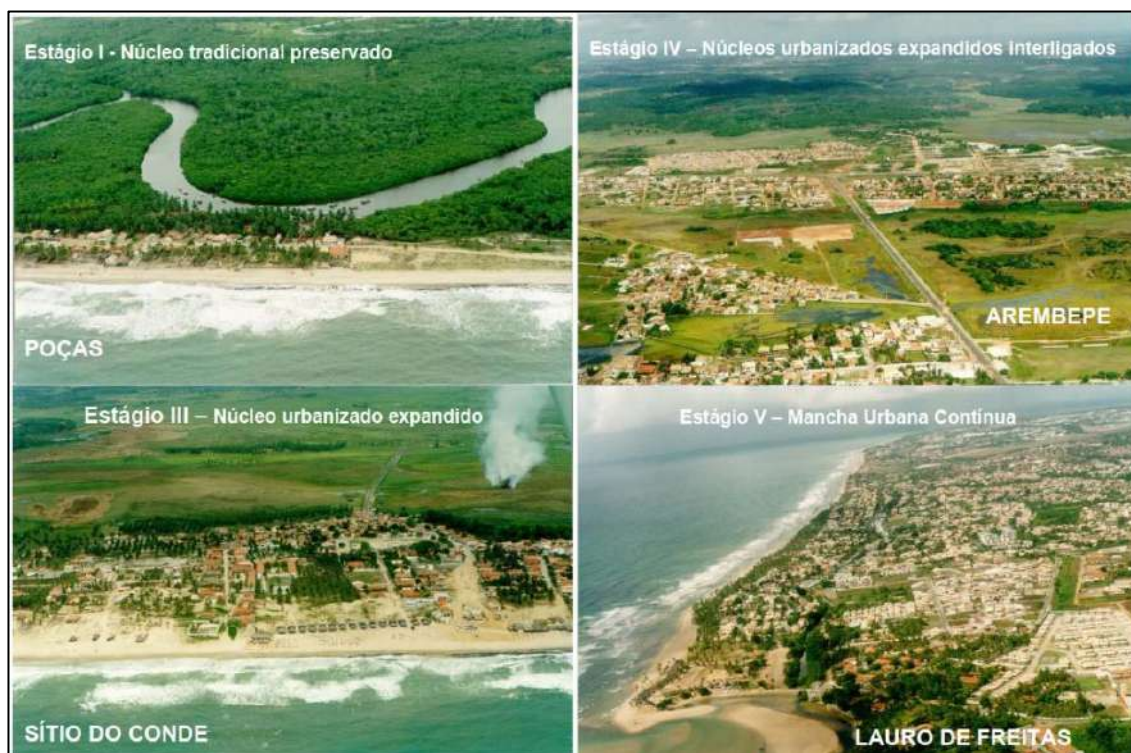 Estágio I - Núcleo tradicional preservado
POÇAS
Estágio IV – Núcleos urbanizados expandidos interligados
AREMBEPE
Estágio III – Núcleo urbanizado expandido
SÍTIO DO CONDE
Estágio V – Mancha Urbana Contínua
LAURO DE FREITAS